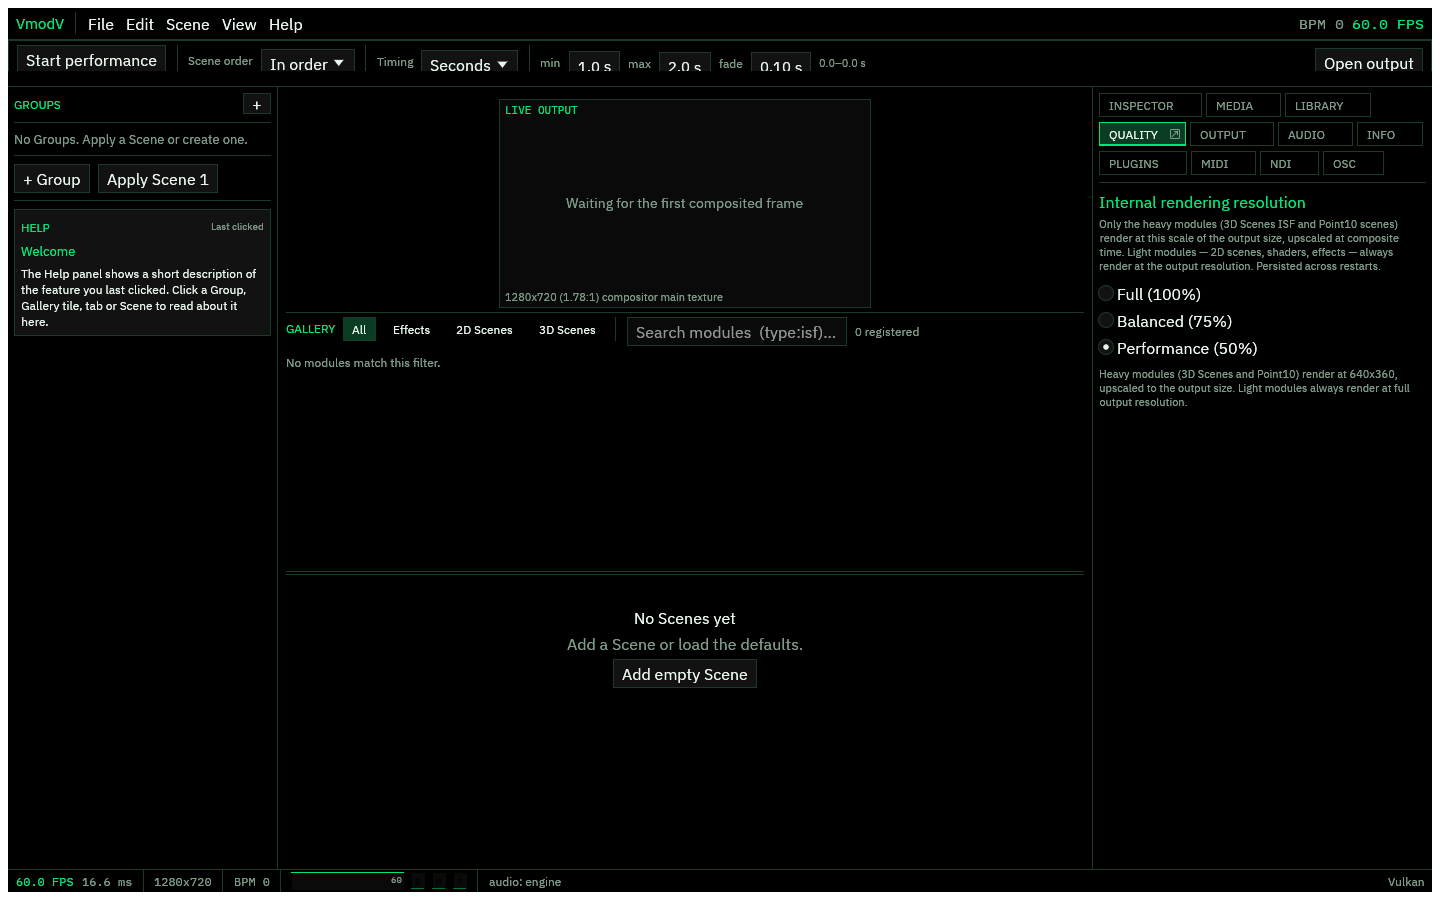 VmodV File Edit Scene View Help BPM 0 60.0 FPS
Start performance Scene order In order Timing Seconds min 1.0 s max 2.0 s fade 0.10 s 0.0–0.0 s Open output
GROUPS +
No Groups. Apply a Scene or create one.
+ Group Apply Scene 1
HELP Last clicked
Welcome
The Help panel shows a short description of
the feature you last clicked. Click a Group,
Gallery tile, tab or Scene to read about it
here.
LIVE OUTPUT
Waiting for the first composited frame
1280x720 (1.78:1) compositor main texture
GALLERY All Effects 2D Scenes 3D Scenes Search modules (type:isf)... 0 registered
No modules match this filter.
No Scenes yet
Add a Scene or load the defaults.
Add empty Scene
INSPECTOR MEDIA LIBRARY
QUALITY OUTPUT AUDIO INFO
PLUGINS MIDI NDI OSC
Internal rendering resolution
Only the heavy modules (3D Scenes ISF and Point10 scenes)
render at this scale of the output size, upscaled at composite
time. Light modules — 2D scenes, shaders, effects — always
render at the output resolution. Persisted across restarts.
Full (100%)
Balanced (75%)
Performance (50%)
Heavy modules (3D Scenes and Point10) render at 640x360,
upscaled to the output size. Light modules always render at full
output resolution.
60.0 FPS 16.6 ms 1280x720 BPM 0 60 audio: engine Vulkan